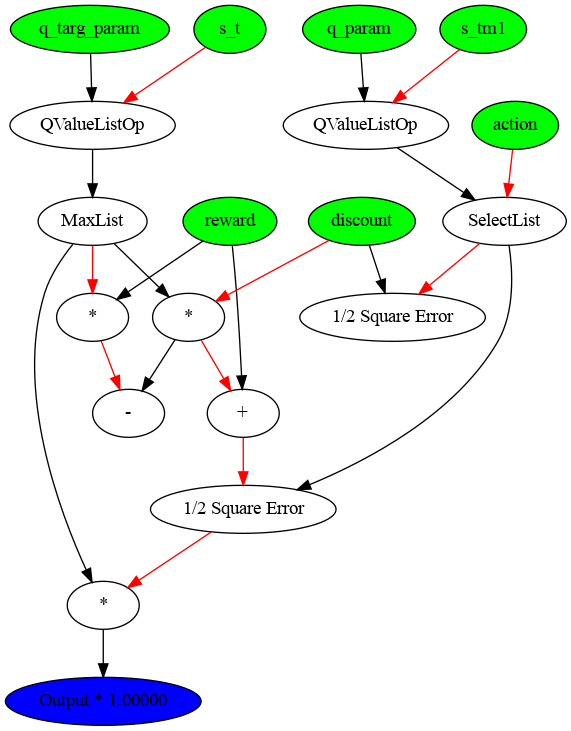 q_targ_param
s_t
q_param
s_tm1
QValueListOp
QValueListOp
action
MaxList
reward
discount
SelectList
*
*
1/2 Square Error
-
+
1/2 Square Error
*
Output * 1.00000